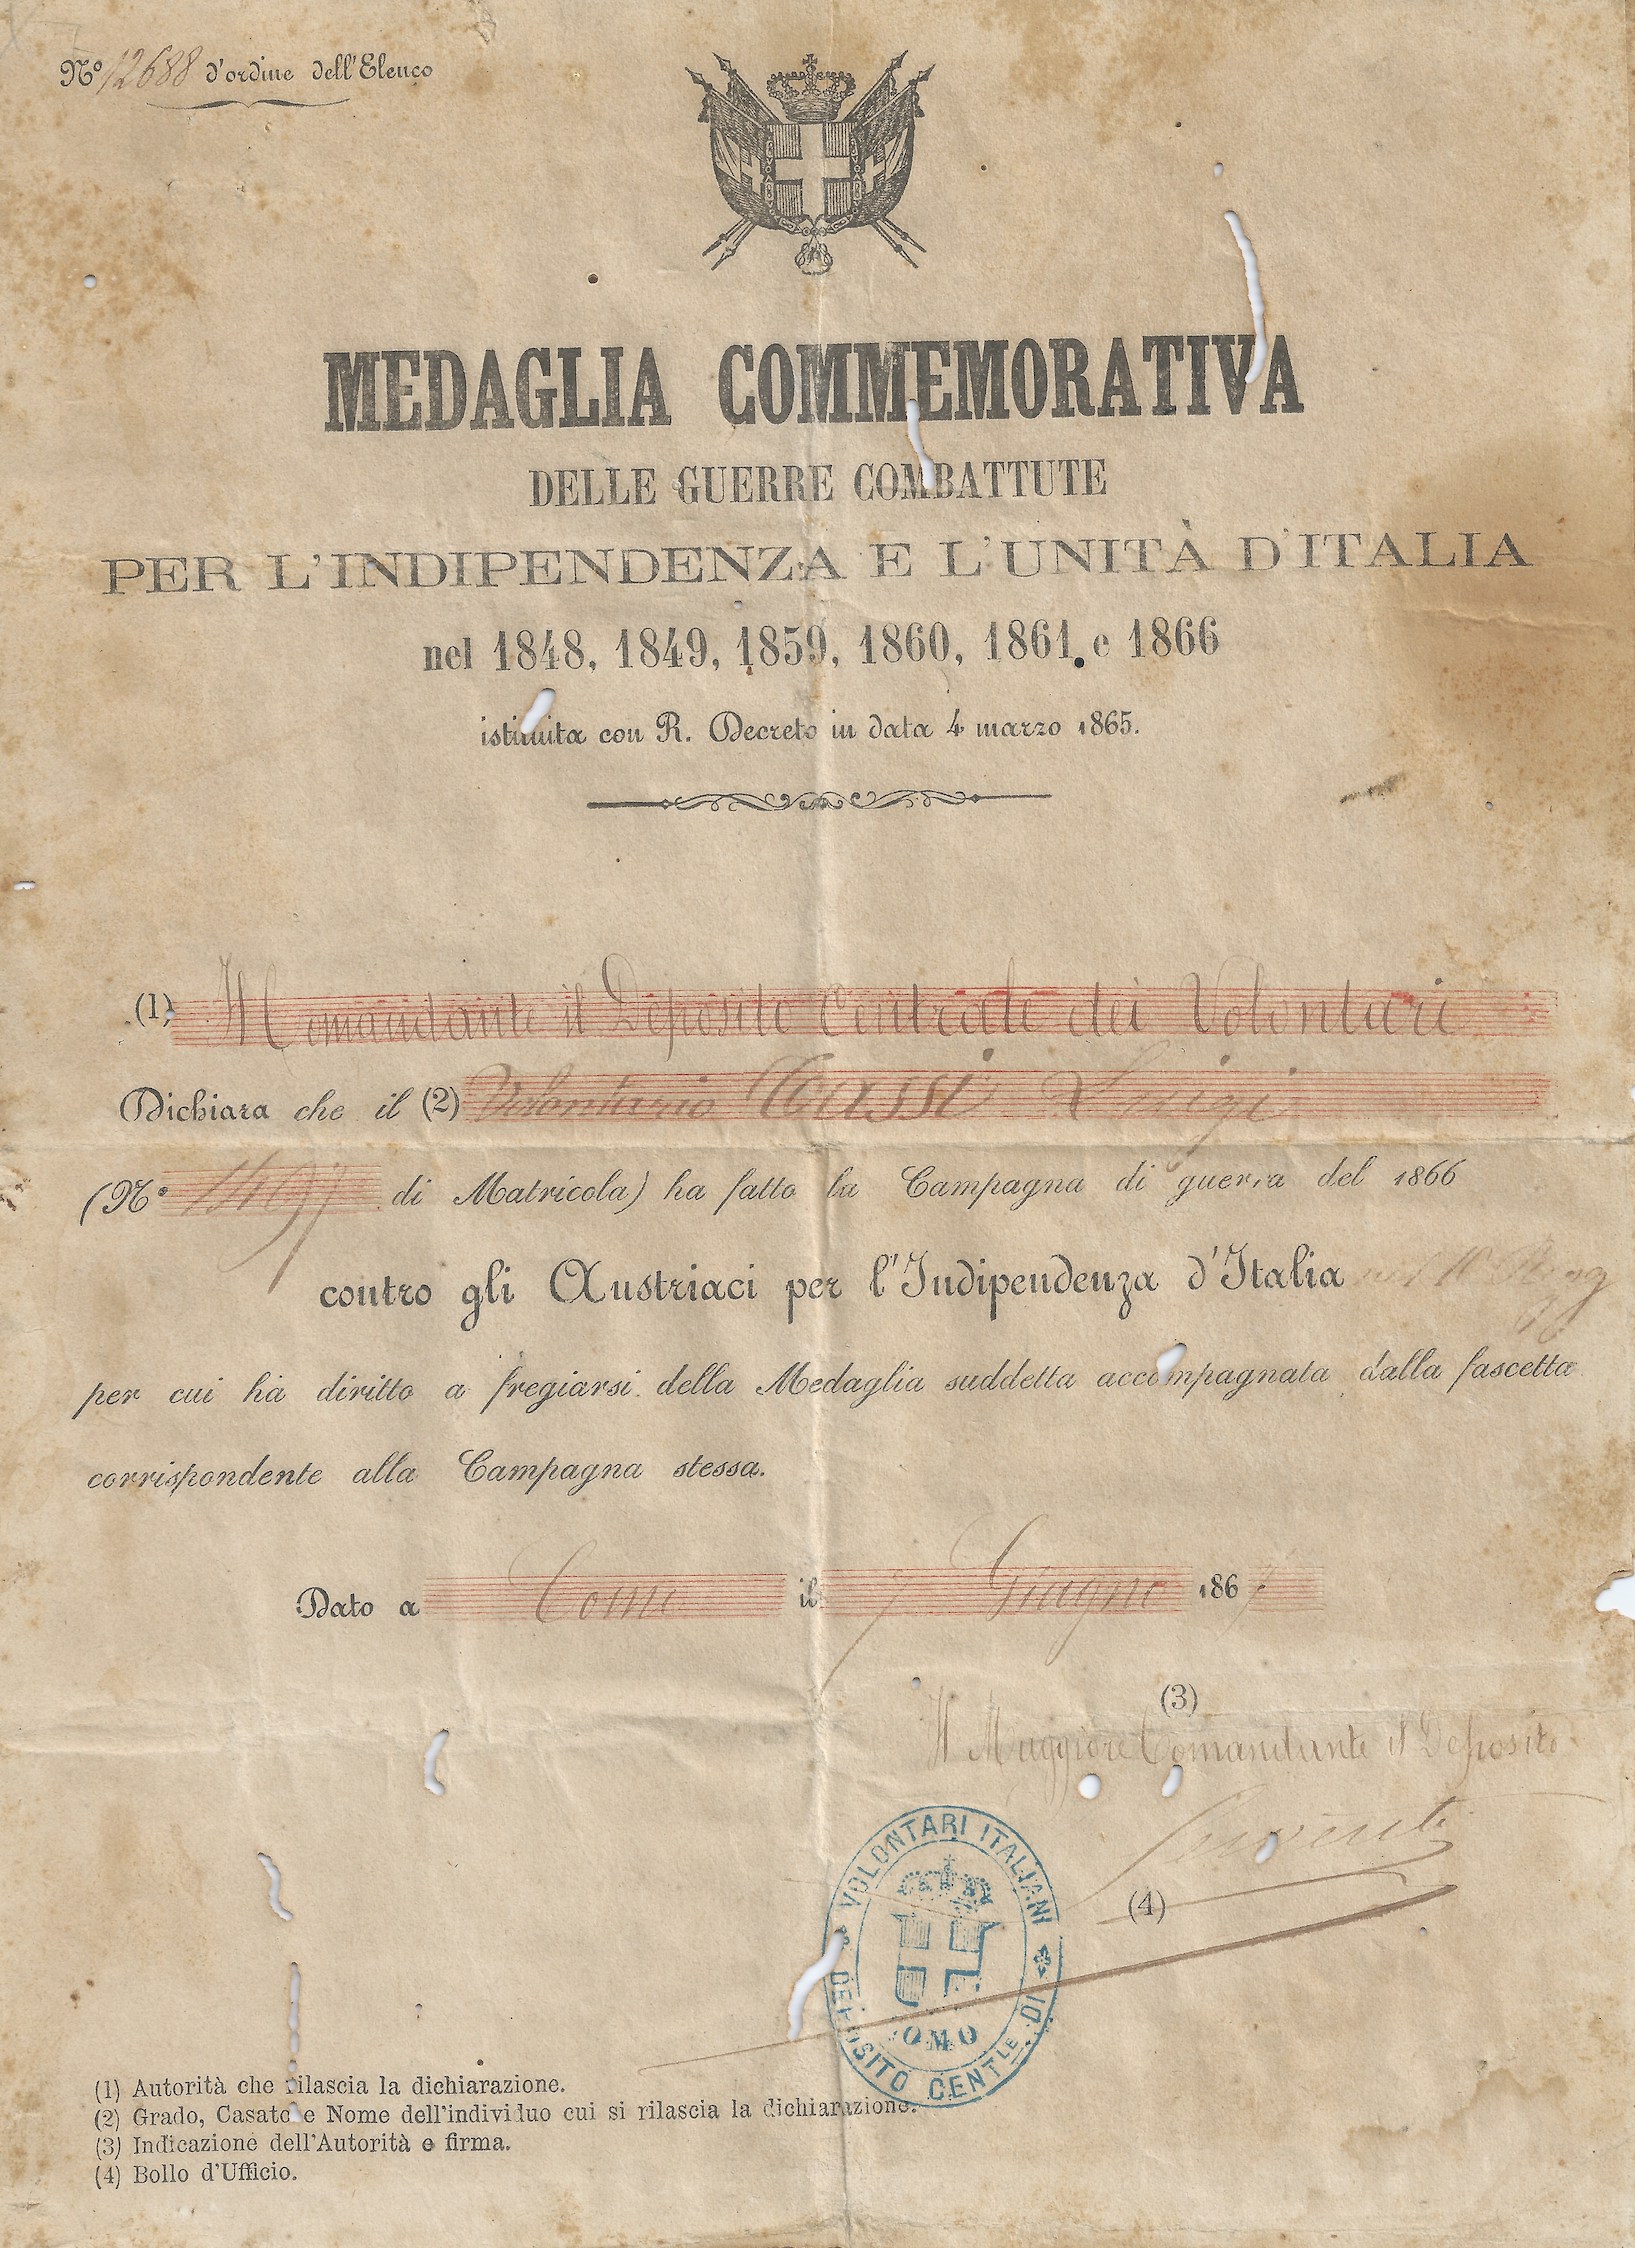 Nº 12688 d'ordine dell'Elenco
MEDAGLIA COMMEMORATIVA
DELLE GUERRE COMBATTUTE
PER L'INDIPENDENZA E L'UNITÀ D'ITALIA
nel 1848, 1849, 1859, 1860, 1861, e 1866
istituita con R. Decreto in data 4 marzo 1865.
(1) Il Comandante il Deposito Centrale dei Volontari
Dichiara che il (2) Volontario Cassi Luigi
(Nº 1497 di Matricola) ha fatto la Campagna di guerra del 1866
contro gli Austriaci per l'Indipendenza d'Italia nel
per cui ha diritto a fregiarsi della Medaglia suddetta accompagnata dalla fascetta
corrispondente alla Campagna stessa.
Dato a Como il 7 Giugno 1867
(3)
Il Maggiore Comandante il Deposito
(4)
VOLONTARI ITALIANI
DEPOSITO CENTLE DI
COMO
(1) Autorità che rilascia la dichiarazione.
(2) Grado, Casato e Nome dell'individuo cui si rilascia la dichiarazione.
(3) Indicazione dell'Autorità e firma.
(4) Bollo d'Ufficio.